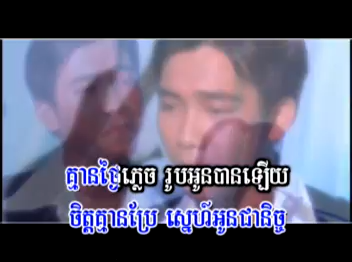 គ្មានថ្ងៃភ្លេច រូបអូនបានឡើយ
ចិត្តគ្មានប្រែ ស្នេហ៍អូនជានិច្ច